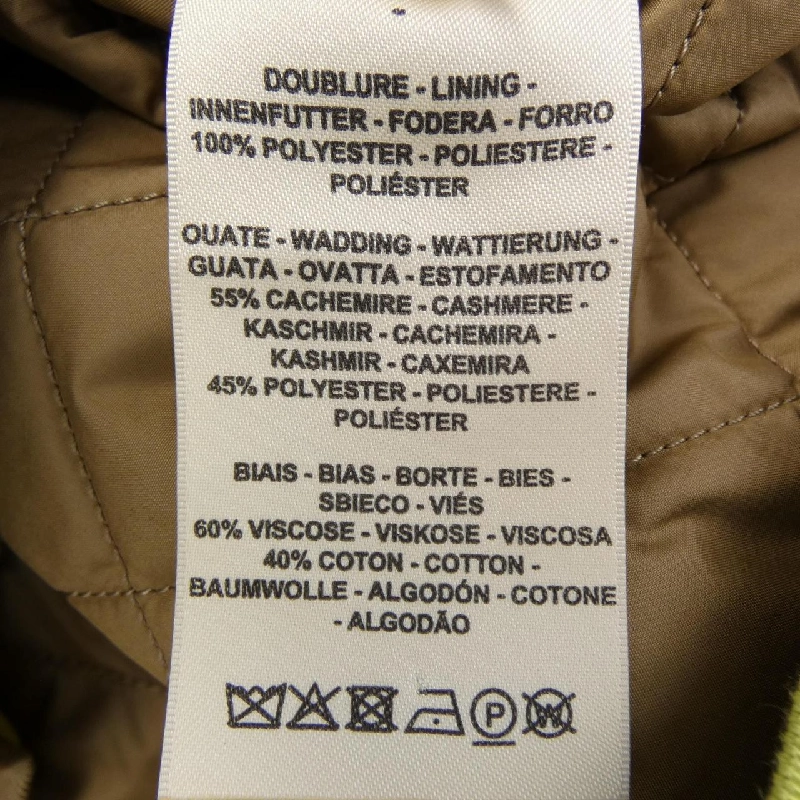 DOUBLURE - LINING -
INNENFUTTER - FODERA - FORRO
100% POLYESTER - POLIESTERE -
POLIÉSTER
OUATE - WADDING - WATTIERUNG -
GUATA - OVATTA - ESTOFAMENTO
55% CACHEMIRE - CASHMERE -
KASCHMIR - CACHEMIRA -
KASHMIR - CAXEMIRA
45% POLYESTER - POLIESTERE -
POLIÉSTER
BIAIS - BIAS - BORTE - BIES -
SBIECO - VIÉS
60% VISCOSE - VISKOSE - VISCOSA
40% COTON - COTTON -
BAUMWOLLE - ALGODÓN - COTONE
- ALGODÃO
P W